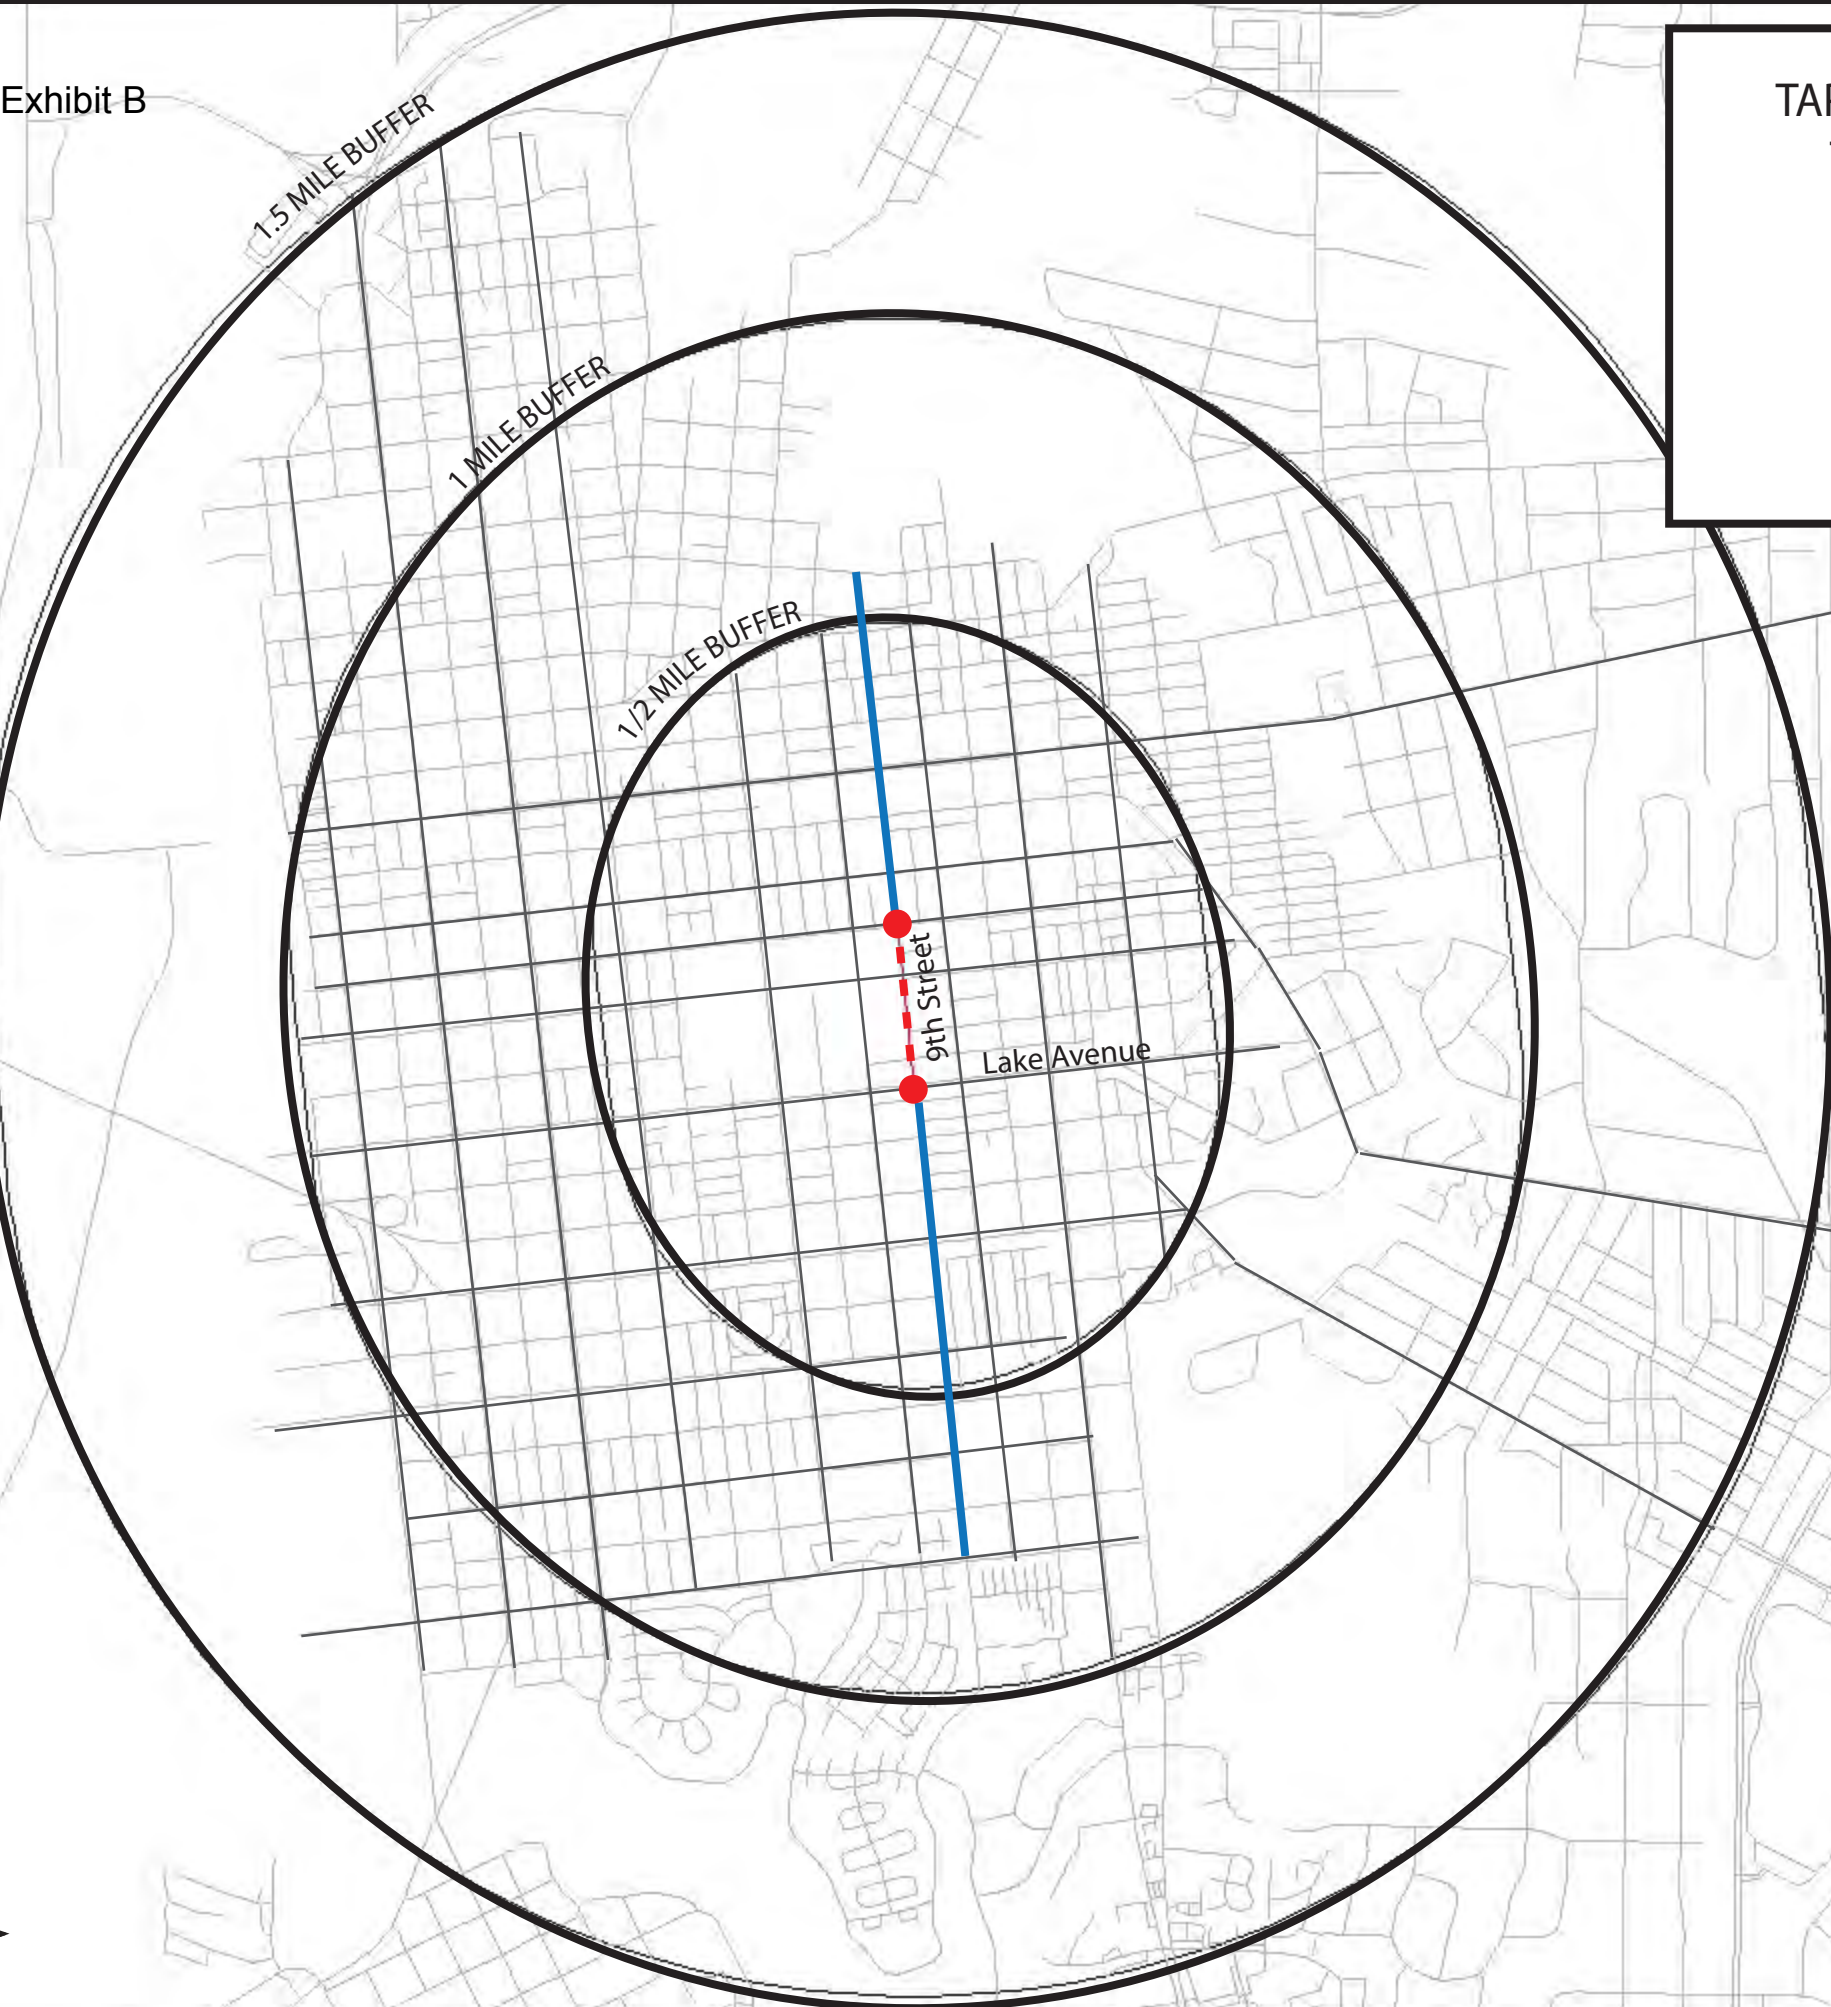 Exhibit B
1.5 MILE BUFFER
1 MILE BUFFER
1/2 MILE BUFFER
9th Street
Lake Avenue